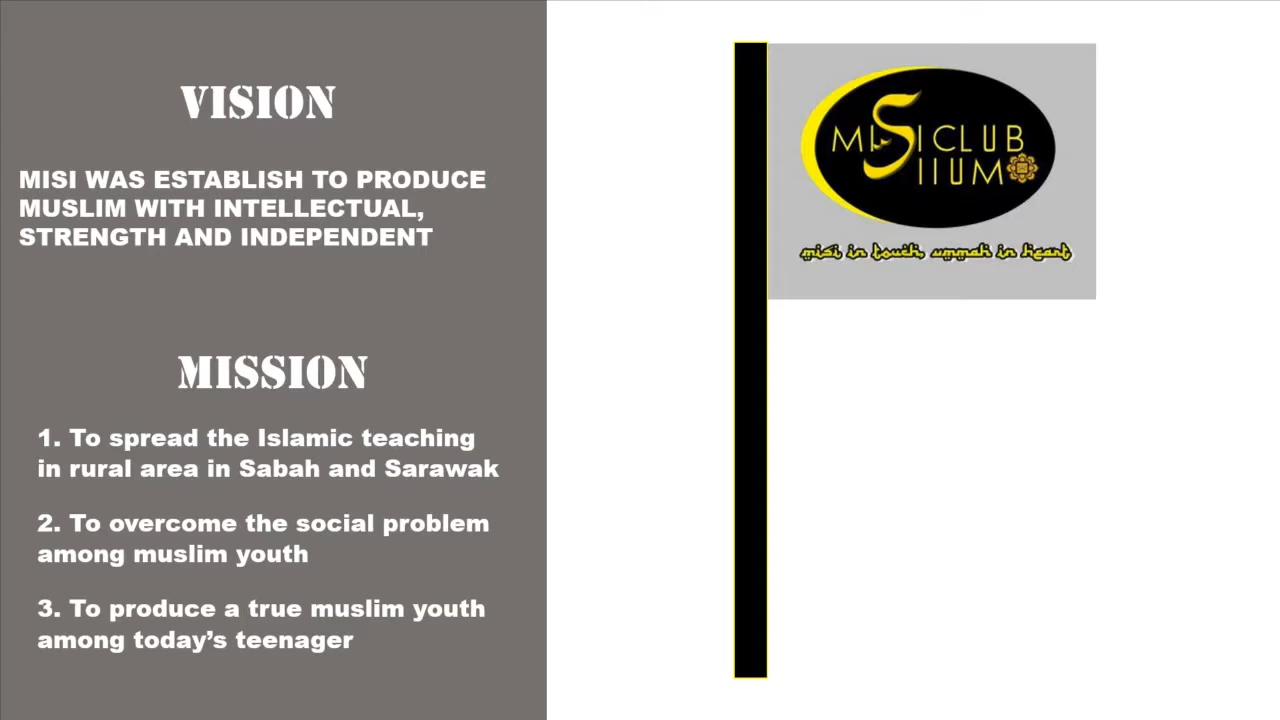 VISION
MISI WAS ESTABLISH TO PRODUCE
MUSLIM WITH INTELLECTUAL,
STRENGTH AND INDEPENDENT
MISSION
1. To spread the Islamic teaching
in rural area in Sabah and Sarawak
2. To overcome the social problem
among muslim youth
3. To produce a true muslim youth
among today's teenager
MISI CLUB
IIUM
misi in touch, ummah in heart